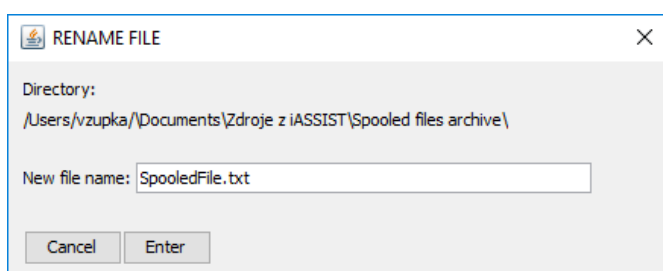 RENAME FILE
Directory:
/Users/vzupka/\Documents\Zdroje z iASSIST\Spooled files archive\
New file name: SpooledFile.txt
Cancel Enter